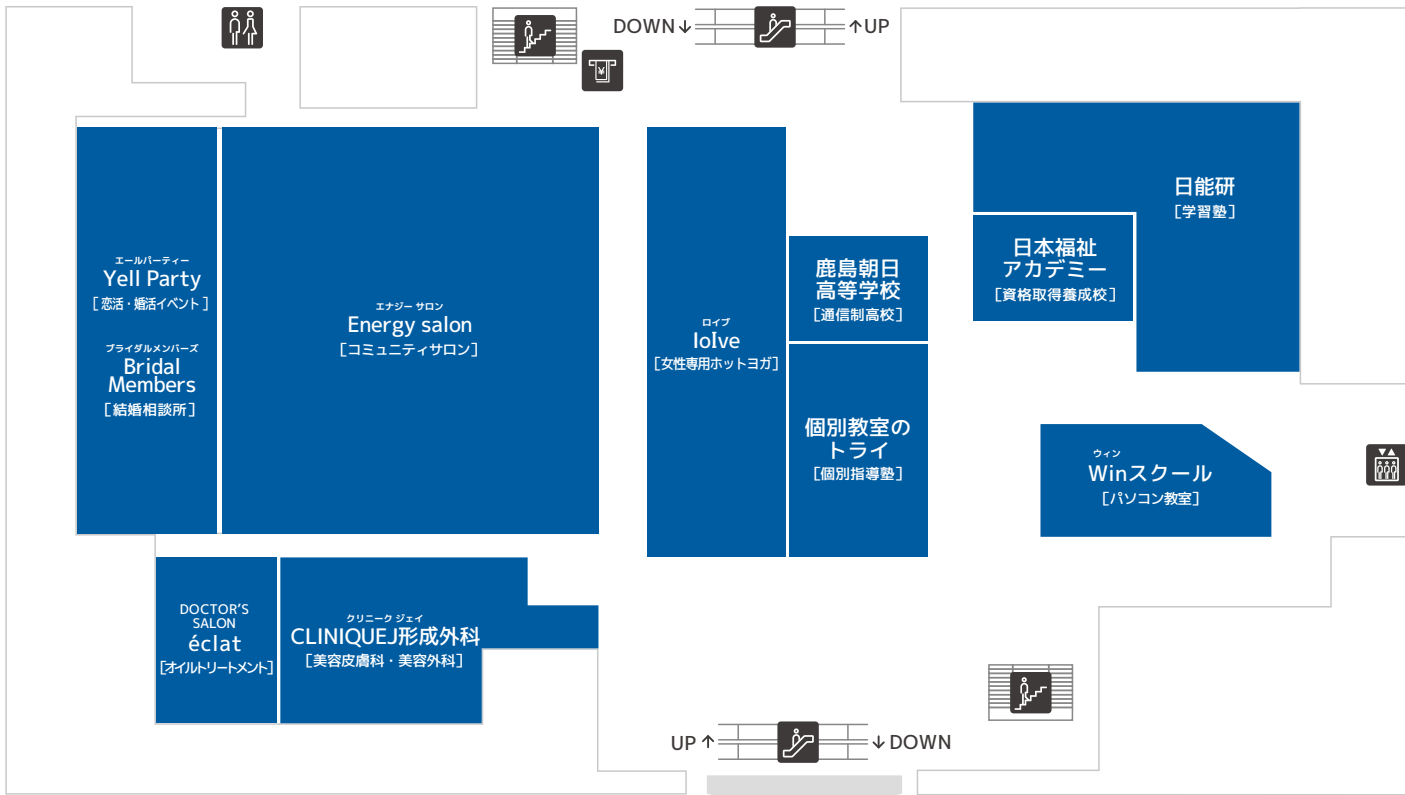 DOWN↓
↑UP
¥
エールパーティー
Yell Party
[恋活・婚活イベント]
ブライダルメンバーズ
Bridal
Members
[結婚相談所]
エナジー サロン
Energy salon
[コミュニティサロン]
ロイブ
loIve
[女性専用ホットヨガ]
鹿島朝日
高等学校
[通信制高校]
個別教室の
トライ
[個別指導塾]
日能研
[学習塾]
日本福祉
アカデミー
[資格取得養成校]
ウィン
Winスクール
[パソコン教室]
DOCTOR'S
SALON
éclat
[オイルトリートメント]
クリニーク ジェイ
CLINIQUEJ形成外科
[美容皮膚科・美容外科]
UP↑
↓DOWN